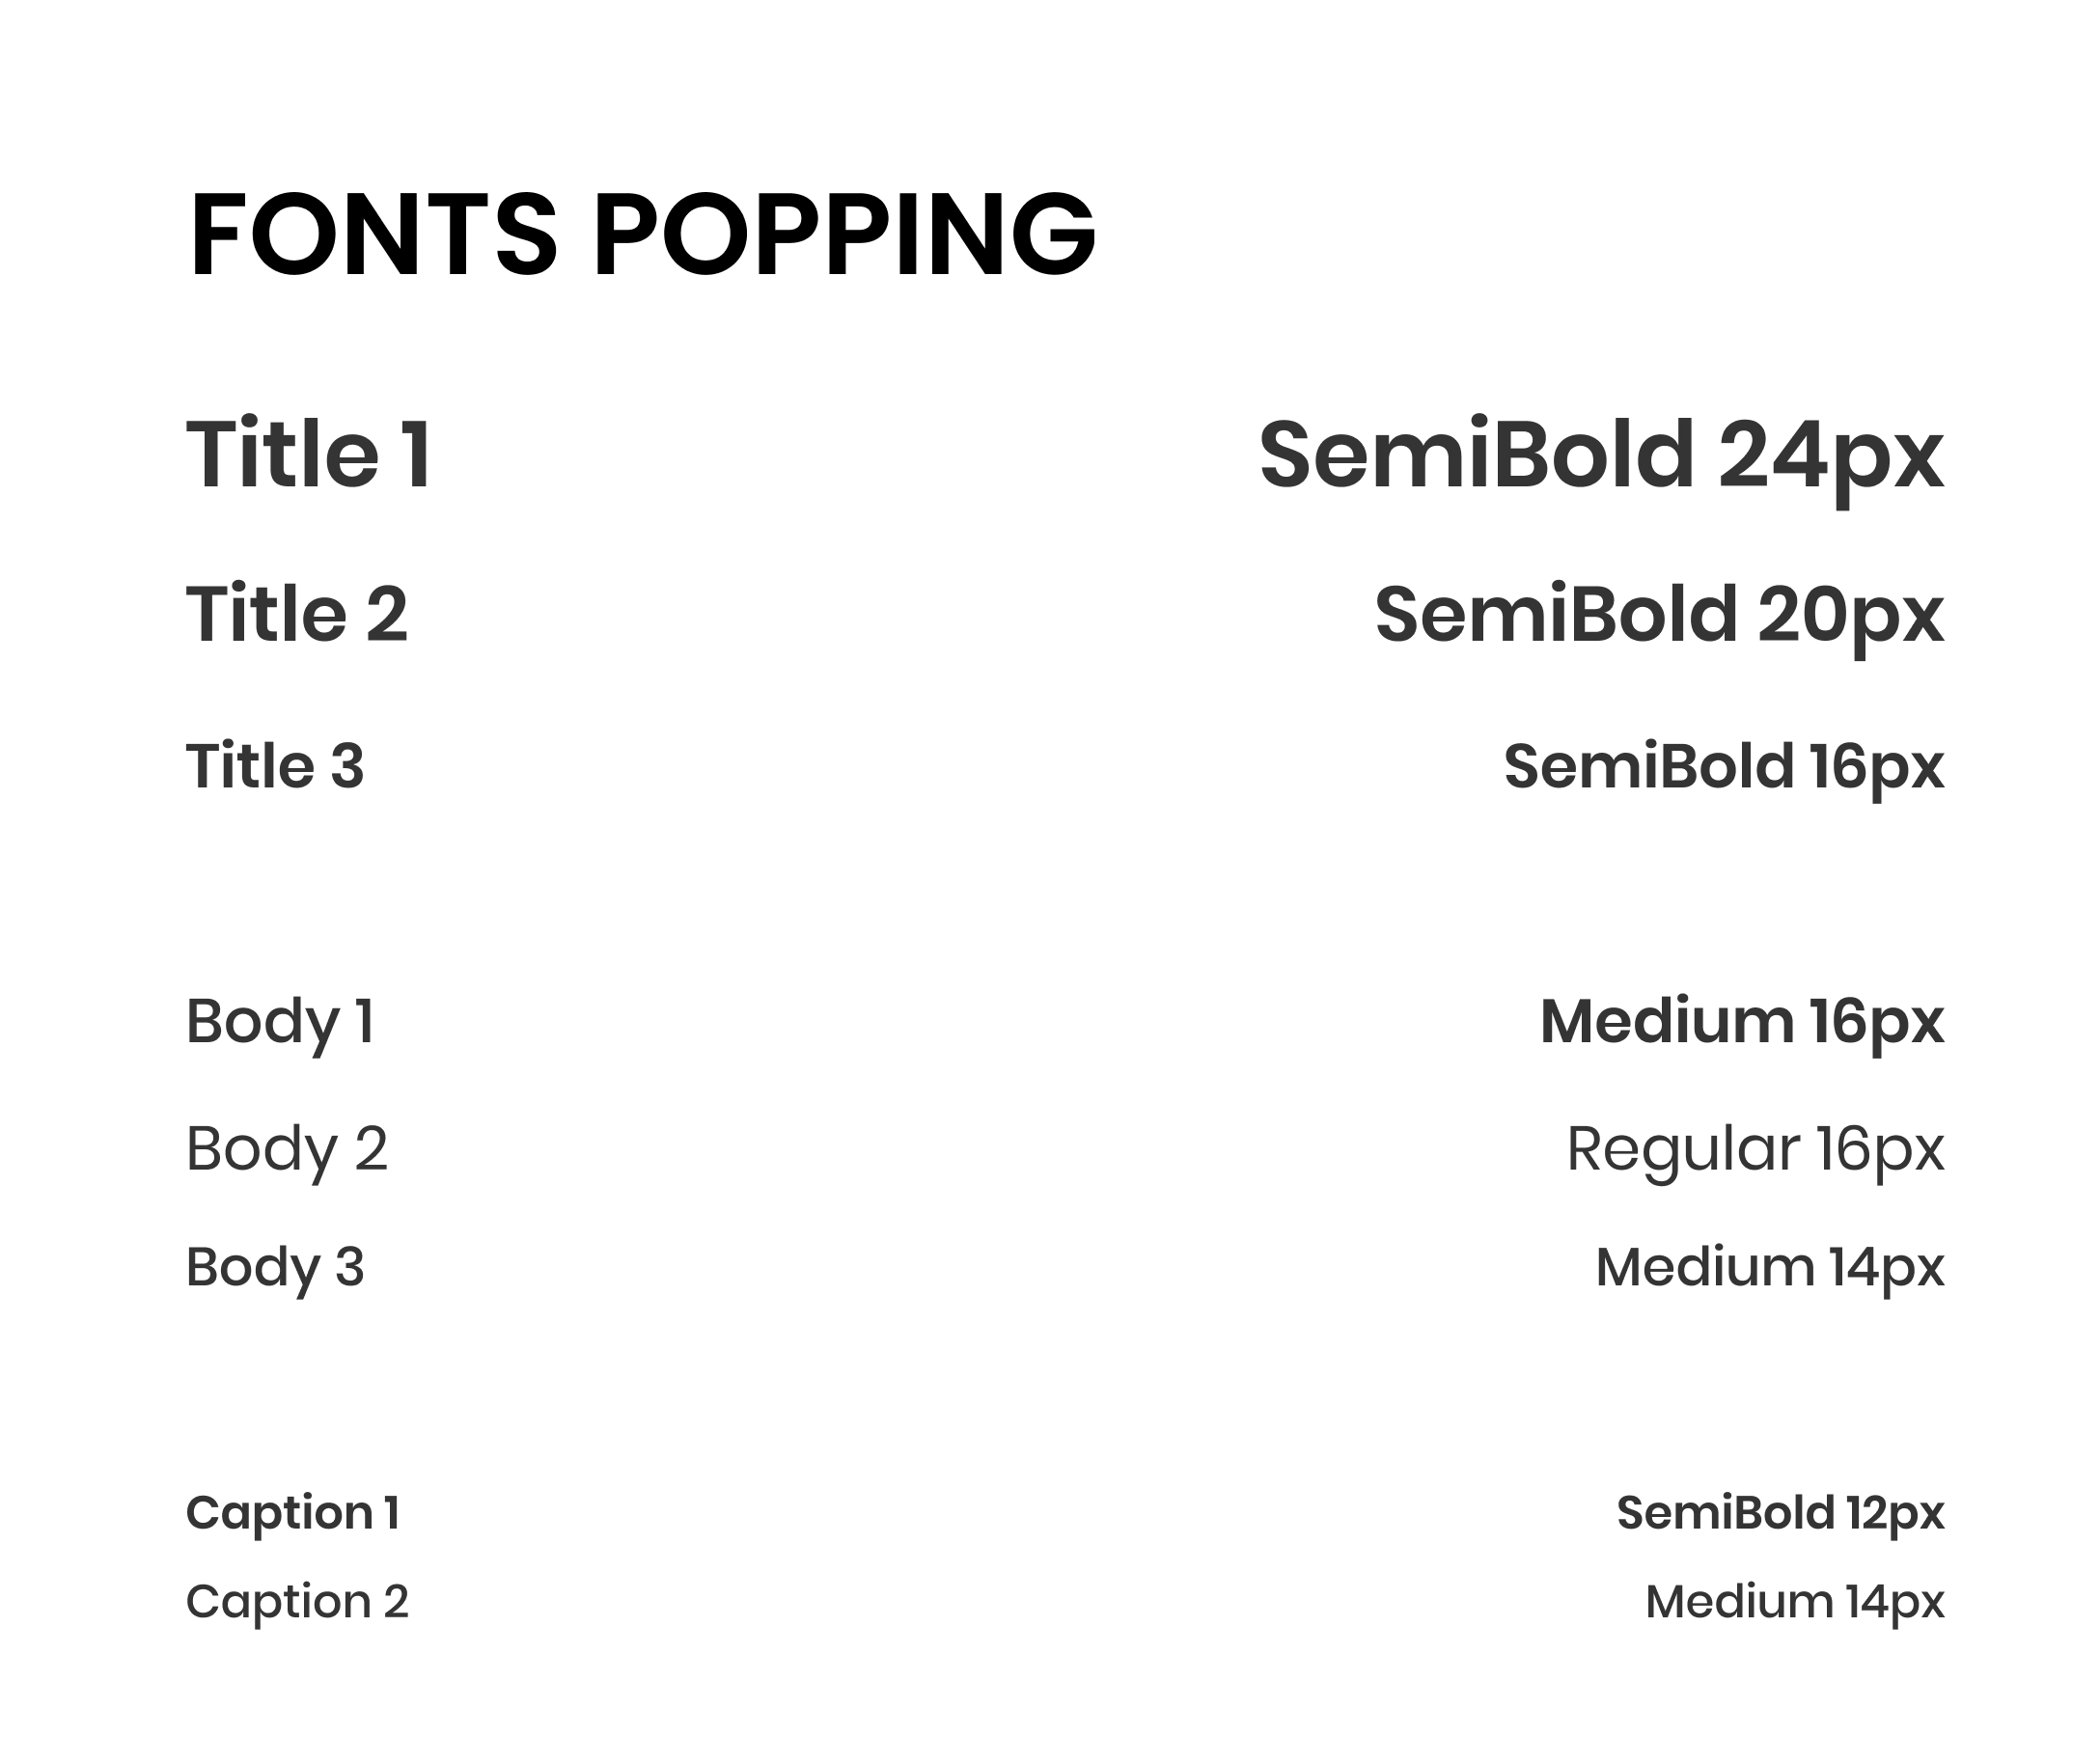 FONTS POPPING
Title 1 SemiBold 24px
Title 2 SemiBold 20px
Title 3 SemiBold 16px
Body 1 Medium 16px
Body 2 Regular 16px
Body 3 Medium 14px
Caption 1 SemiBold 12px
Caption 2 Medium 14px